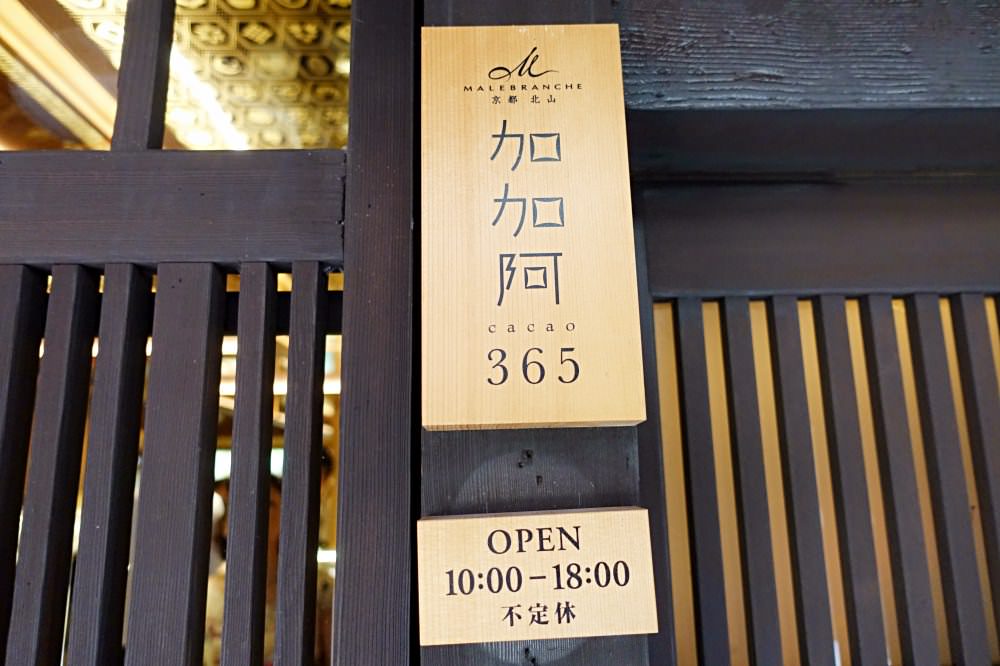 M
MALEBRANCHE
京都 北山
加
加
阿
cacao
365
OPEN
10:00-18:00
不定休